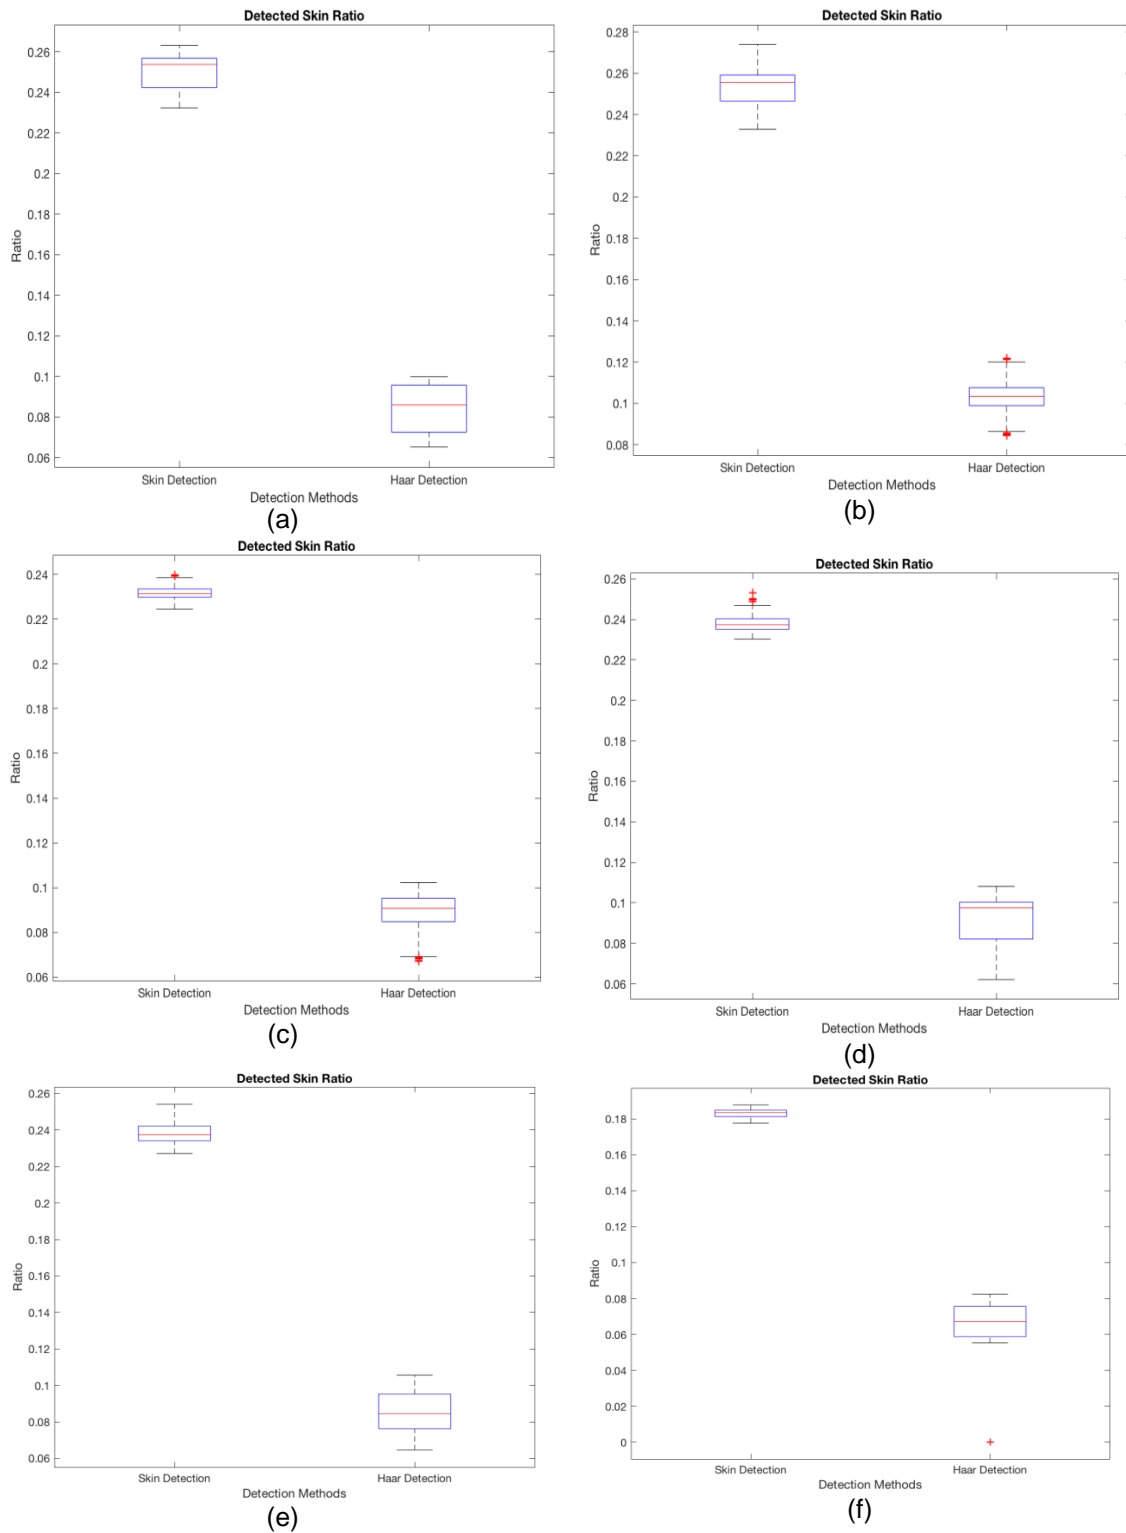 Detected Skin Ratio
0.26
0.24
0.22
0.2
0.18
0.16
0.14
0.12
0.1
0.08
0.06
Ratio
Skin Detection Haar Detection
Detection Methods
(a)
Detected Skin Ratio
0.28
0.26
0.24
0.22
0.2
0.18
0.16
0.14
0.12
0.1
0.08
Ratio
Skin Detection Haar Detection
Detection Methods
(b)
Detected Skin Ratio
0.24
0.22
0.2
0.18
0.16
0.14
0.12
0.1
0.08
0.06
Ratio
Skin Detection Haar Detection
Detection Methods
(c)
Detected Skin Ratio
0.26
0.24
0.22
0.2
0.18
0.16
0.14
0.12
0.1
0.08
0.06
Ratio
Skin Detection Haar Detection
Detection Methods
(d)
Detected Skin Ratio
0.26
0.24
0.22
0.2
0.18
0.16
0.14
0.12
0.1
0.08
0.06
Ratio
Skin Detection Haar Detection
Detection Methods
(e)
Detected Skin Ratio
0.18
0.16
0.14
0.12
0.1
0.08
0.06
0.04
0.02
0
Ratio
Skin Detection Haar Detection
Detection Methods
(f)